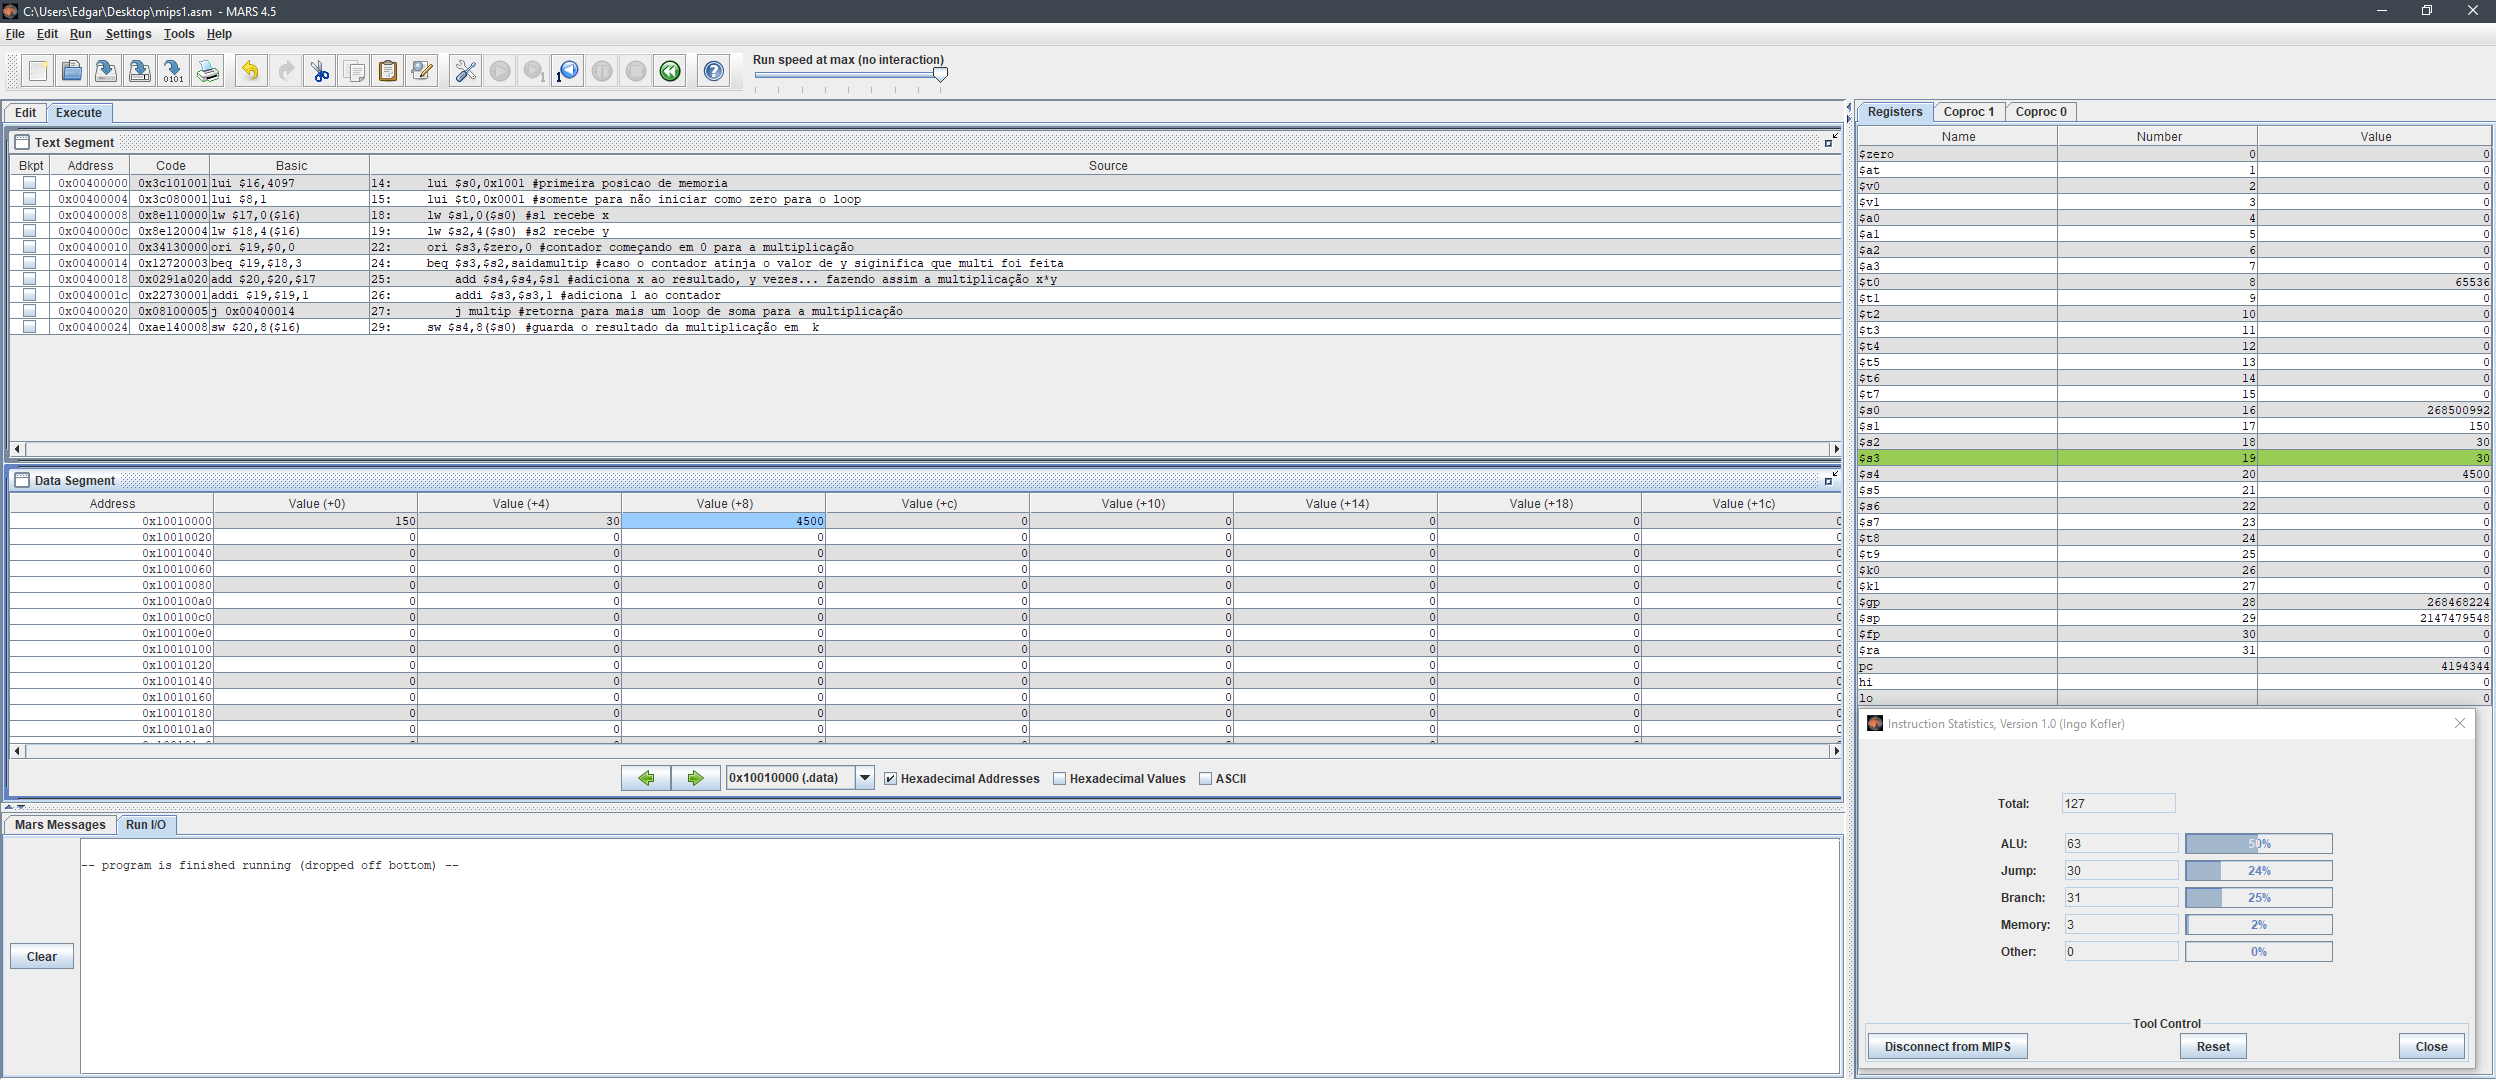 C:\Users\Edgar\Desktop\mips1.asm - MARS 4.5
File Edit Run Settings Tools Help
Run speed at max (no interaction)
Edit Execute
Text Segment
Bkpt Address Code Basic Source
0x00400000 0x3c101001 lui $16,4097 14: lui $s0,0x1001 #primeira posicao de memoria
0x00400004 0x3c080001 lui $8,1 15: lui $t0,0x0001 #somente para não iniciar como zero para o loop
0x00400008 0x8e110000 lw $17,0($16) 18: lw $s1,0($s0) #s1 recebe x
0x0040000c 0x8e120004 lw $18,4($16) 19: lw $s2,4($s0) #s2 recebe y
0x00400010 0x34130000 ori $19,$0,0 22: ori $s3,$zero,0 #contador começando em 0 para a multiplicação
0x00400014 0x12720003 beq $19,$18,3 24: beq $s3,$s2,saidamultip #caso o contador atinja o valor de y siginifica que multi foi feita
0x00400018 0x0291a020 add $20,$20,$17 25: add $s4,$s4,$s1 #adiciona x ao resultado, y vezes... fazendo assim a multiplicação x*y
0x0040001c 0x22730001 addi $19,$19,1 26: addi $s3,$s3,1 #adiciona 1 ao contador
0x00400020 0x08100005 j 0x00400014 27: j multip #retorna para mais um loop de soma para a multiplicação
0x00400024 0xae140008 sw $20,8($16) 29: sw $s4,8($s0) #guarda o resultado da multiplicação em k
Data Segment
Address Value (+0) Value (+4) Value (+8) Value (+c) Value (+10) Value (+14) Value (+18) Value (+1c)
0x10010000 150 30 4500 0 0 0 0 0
0x10010020 0 0 0 0 0 0 0 0
0x10010040 0 0 0 0 0 0 0 0
0x10010060 0 0 0 0 0 0 0 0
0x10010080 0 0 0 0 0 0 0 0
0x100100a0 0 0 0 0 0 0 0 0
0x100100c0 0 0 0 0 0 0 0 0
0x100100e0 0 0 0 0 0 0 0 0
0x10010100 0 0 0 0 0 0 0 0
0x10010120 0 0 0 0 0 0 0 0
0x10010140 0 0 0 0 0 0 0 0
0x10010160 0 0 0 0 0 0 0 0
0x10010180 0 0 0 0 0 0 0 0
0x100101a0 0 0 0 0 0 0 0 0
0x10010000 (.data) Hexadecimal Addresses Hexadecimal Values ASCII
Mars Messages Run I/O
-- program is finished running (dropped off bottom) --
Clear
Registers Coproc 1 Coproc 0
Name Number Value
$zero 0 0
$at 1 0
$v0 2 0
$v1 3 0
$a0 4 0
$a1 5 0
$a2 6 0
$a3 7 0
$t0 8 65536
$t1 9 0
$t2 10 0
$t3 11 0
$t4 12 0
$t5 13 0
$t6 14 0
$t7 15 0
$s0 16 268500992
$s1 17 150
$s2 18 30
$s3 19 30
$s4 20 4500
$s5 21 0
$s6 22 0
$s7 23 0
$t8 24 0
$t9 25 0
$k0 26 0
$k1 27 0
$gp 28 268468224
$sp 29 2147479548
$fp 30 0
$ra 31 0
pc 4194344
hi 0
lo 0
Instruction Statistics, Version 1.0 (Ingo Kofler)
Total: 127
ALU: 63 50%
Jump: 30 24%
Branch: 31 25%
Memory: 3 2%
Other: 0 0%
Tool Control
Disconnect from MIPS Reset Close